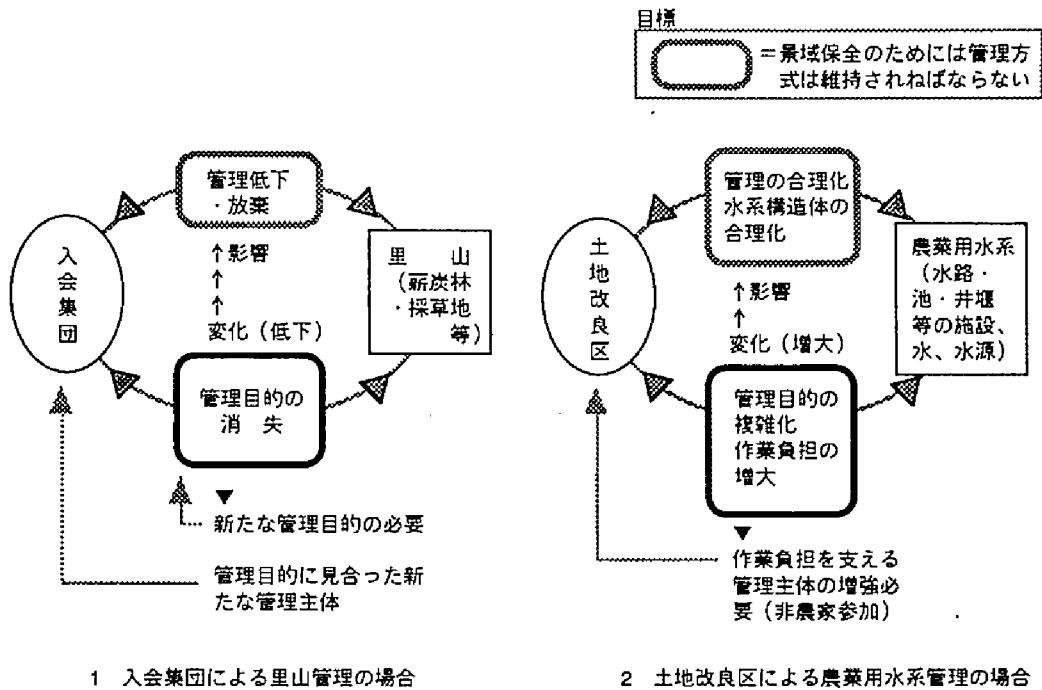 目標
=景域保全のためには管理方
式は維持されねばならない
管理低下
・放棄
入会集団
↑影響
↑
↑
変化(低下)
里 山
(薪炭林
・採草地
等)
管理目的の
消 失
▼
新たな管理目的の必要
管理目的に見合った新
たな管理主体
1 入会集団による里山管理の場合
管理の合理化
水系構造体の
合理化
土地改良区
↑影響
↑
変化(増大)
農業用水系
(水路・
池・井堰
等の施設、
水、水源)
管理目的の
複雑化
作業負担の
増大
▼
作業負担を支える
管理主体の増強必
要(非農家参加)
2 土地改良区による農業用水系管理の場合